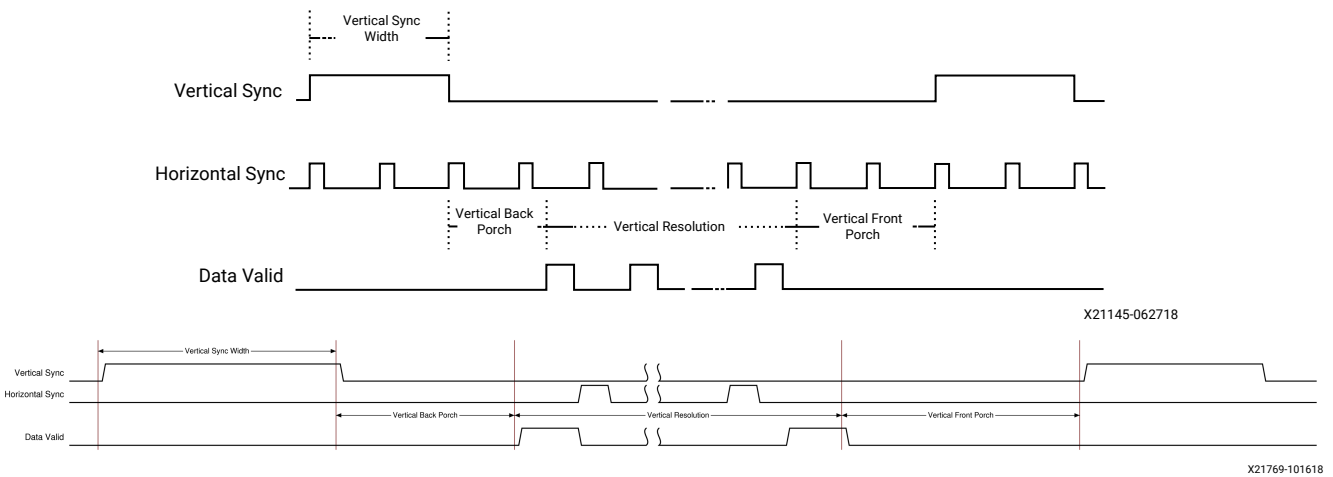 Vertical Sync
Width
Vertical Sync
Horizontal Sync
Vertical Back
Porch
Vertical Resolution
Vertical Front
Porch
Data Valid
X21145-062718
Vertical Sync Width
Vertical Sync
Horizontal Sync
Vertical Back Porch
Vertical Resolution
Vertical Front Porch
Data Valid
X21769-101618